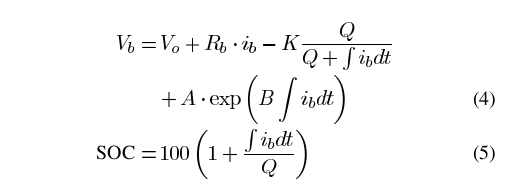 V_b = V_o + R_b · i_b − K Q / (Q + ∫ i_b dt)
+ A · exp ( B ∫ i_b dt ) (4)
SOC = 100 ( 1 + ∫ i_b dt / Q ) (5)